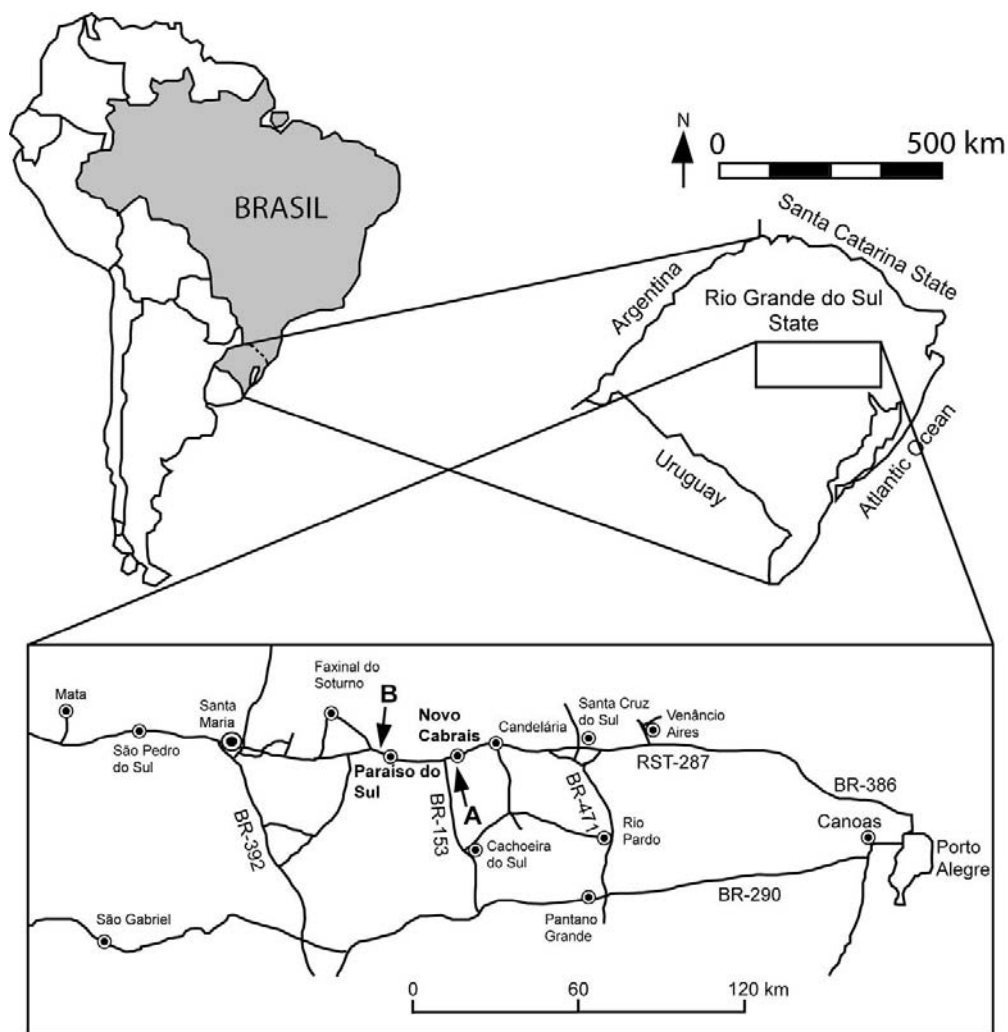 BRASIL
N
0 500 km
Santa Catarina State
Argentina
Rio Grande do Sul
State
Uruguay
Atlantic Ocean
Mata
São Pedro
do Sul
Santa
Maria
Faxinal do
Soturno
B
Paraíso do
Sul
Novo
Cabrais
A
Candelária
Santa Cruz
do Sul
Venâncio
Aires
RST-287
BR-386
BR-392
BR-153
BR-471
Cachoeira
do Sul
Rio
Pardo
Canoas
Porto
Alegre
BR-290
Pantano
Grande
São Gabriel
0 60 120 km